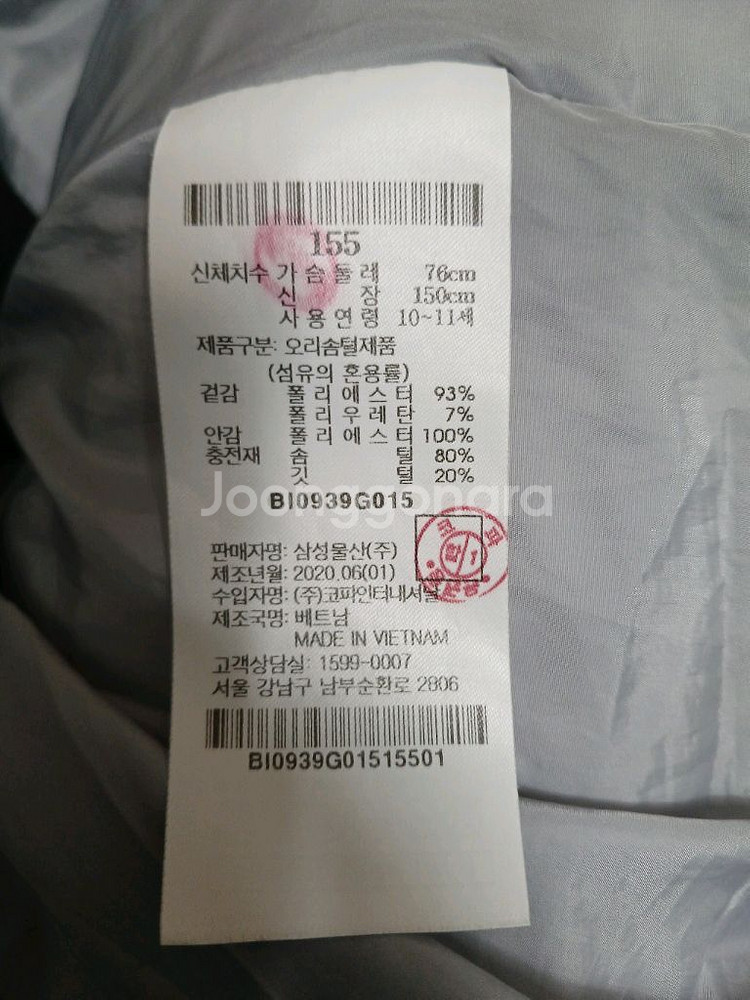 155
신체치수 가슴둘레 76cm
신장 150cm
사용연령 10~11세
제품구분: 오리솜털제품
(섬유의 혼용률)
겉감 폴리에스터 93%
폴리우레탄 7%
안감 폴리에스터 100%
충전재 솜털 80%
깃털 20%
BI0939G015
Joonggonara
판매자명: 삼성물산(주)
제조년월: 2020.06(01)
수입자명: (주)코파인터내셔날
제조국명: 베트남
MADE IN VIETNAM
고객상담실: 1599-0007
서울 강남구 남부순환로 2806
BI0939G01515501